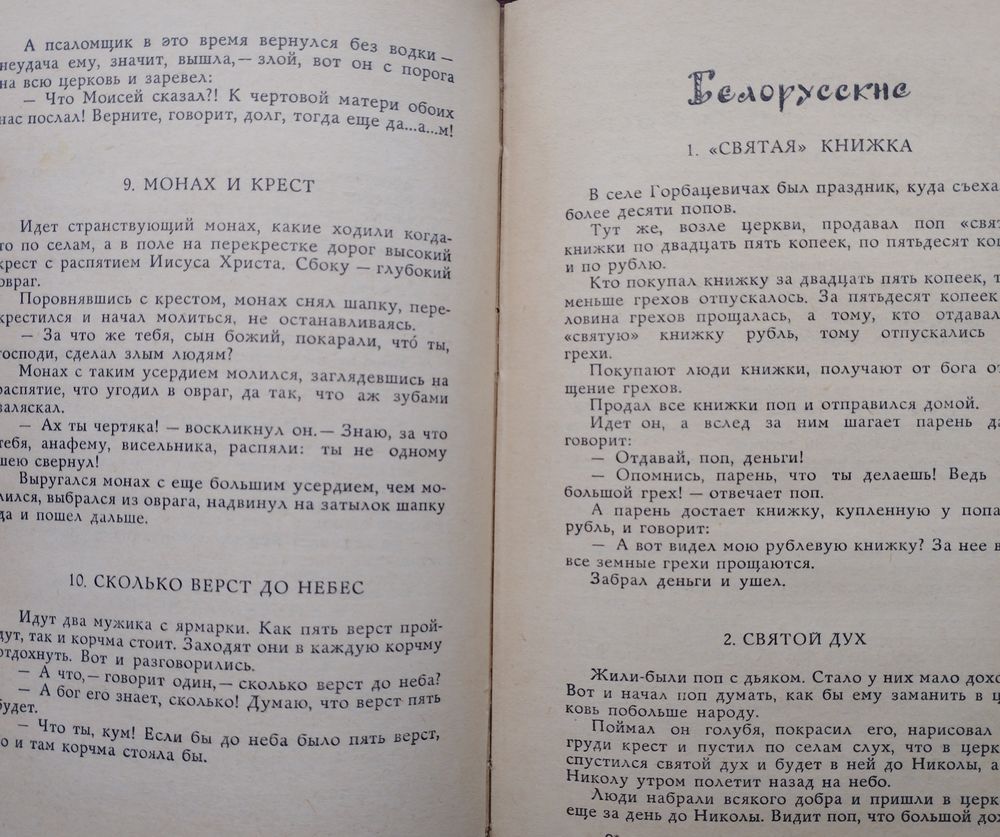 А псаломщик в это время вернулся без водки —
неудача ему, значит, вышла, — злой, вот он с порога
на всю церковь и заревел:
— Что Моисей сказал?! К чертовой матери обоих
нас послал! Верните, говорит, долг, тогда еще да...а...м!
9. МОНАХ И КРЕСТ
Идет странствующий монах, какие ходили когда-
то по селам, а в поле на перекрестке дорог высокий
крест с распятием Иисуса Христа. Сбоку — глубокий
овраг.
Поровнявшись с крестом, монах снял шапку, пере-
крестился и начал молиться, не останавливаясь.
— За что же тебя, сын божий, покарали, что́ ты,
господи, сделал злым людям?
Монах с таким усердием молился, заглядевшись на
распятие, что угодил в овраг, да так, что аж зубами
заляскал.
— Ах ты чертяка! — воскликнул он. — Знаю, за что
тебя, анафему, висельника, распяли: ты не одному
шею свернул!
Выругался монах с еще большим усердием, чем мо-
лился, выбрался из оврага, надвинул на затылок шапку
да и пошел дальше.
10. СКОЛЬКО ВЕРСТ ДО НЕБЕС
Идут два мужика с ярмарки. Как пять верст прой-
дут, так и корчма стоит. Заходят они в каждую корчму
отдохнуть. Вот и разговорились.
— А что, — говорит один, — сколько верст до неба?
— А бог его знает, сколько! Думаю, что верст пять
будет.
— Что ты, кум! Если бы до неба было пять верст,
то и там корчма стояла бы.
Белорусские
1. «СВЯТАЯ» КНИЖКА
В селе Горбацевичах был праздник, куда съеха
более десяти попов.
Тут же, возле церкви, продавал поп «свят
книжки по двадцать пять копеек, по пятьдесят коп
и по рублю.
Кто покупал книжку за двадцать пять копеек, т
меньше грехов отпускалось. За пятьдесят копеек
ловина грехов прощалась, а тому, кто отдавал
«святую» книжку рубль, тому отпускались
грехи.
Покупают люди книжки, получают от бога от
щение грехов.
Продал все книжки поп и отправился домой.
Идет он, а вслед за ним шагает парень да
говорит:
— Отдавай, поп, деньги!
— Опомнись, парень, что ты делаешь! Ведь
большой грех! — отвечает поп.
А парень достает книжку, купленную у попа
рубль, и говорит:
— А вот видел мою рублевую книжку? За нее в
все земные грехи прощаются.
Забрал деньги и ушел.
2. СВЯТОЙ ДУХ
Жили-были поп с дьяком. Стало у них мало дохо
Вот и начал поп думать, как бы ему заманить в ц
ковь побольше народу.
Поймал он голубя, покрасил его, нарисовал
груди крест и пустил по селам слух, что в церк
спустился святой дух и будет в ней до Николы, а
Николу утром полетит назад на небо.
Люди набрали всякого добра и пришли в церк
еще за день до Николы. Видит поп, что большой дох